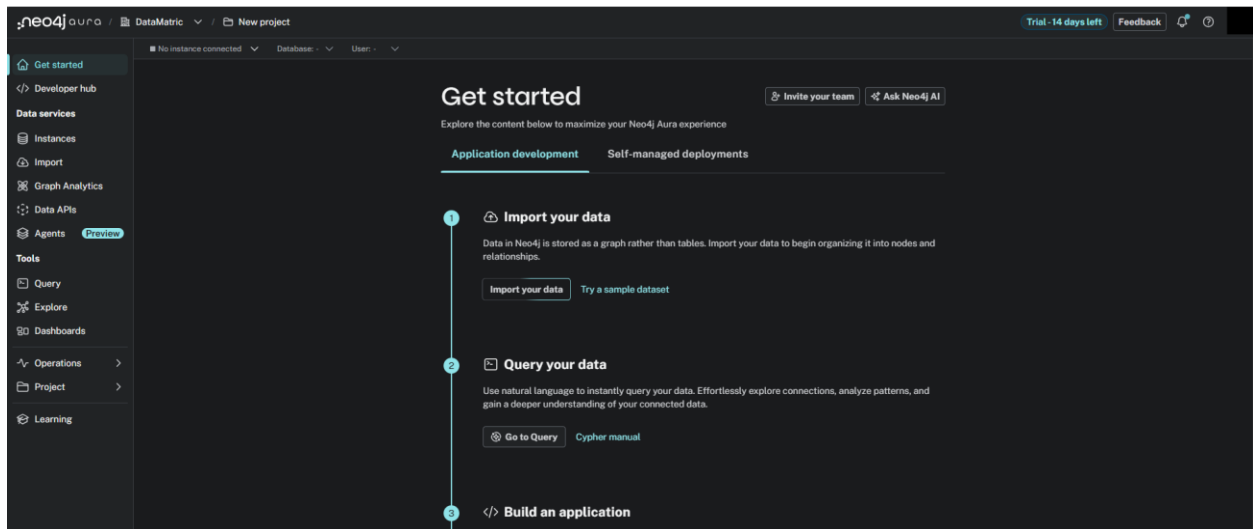 neo4j aura / DataMatric / New project
Trial - 14 days left Feedback
No instance connected Database: - User: -
Get started
Developer hub
Data services
Instances
Import
Graph Analytics
Data APIs
Agents Preview
Tools
Query
Explore
Dashboards
Operations
Project
Learning
Get started
Invite your team Ask Neo4j AI
Explore the content below to maximize your Neo4j Aura experience
Application development Self-managed deployments
1 Import your data
Data in Neo4j is stored as a graph rather than tables. Import your data to begin organizing it into nodes and
relationships.
Import your data Try a sample dataset
2 Query your data
Use natural language to instantly query your data. Effortlessly explore connections, analyze patterns, and
gain a deeper understanding of your connected data.
Go to Query Cypher manual
3 </> Build an application